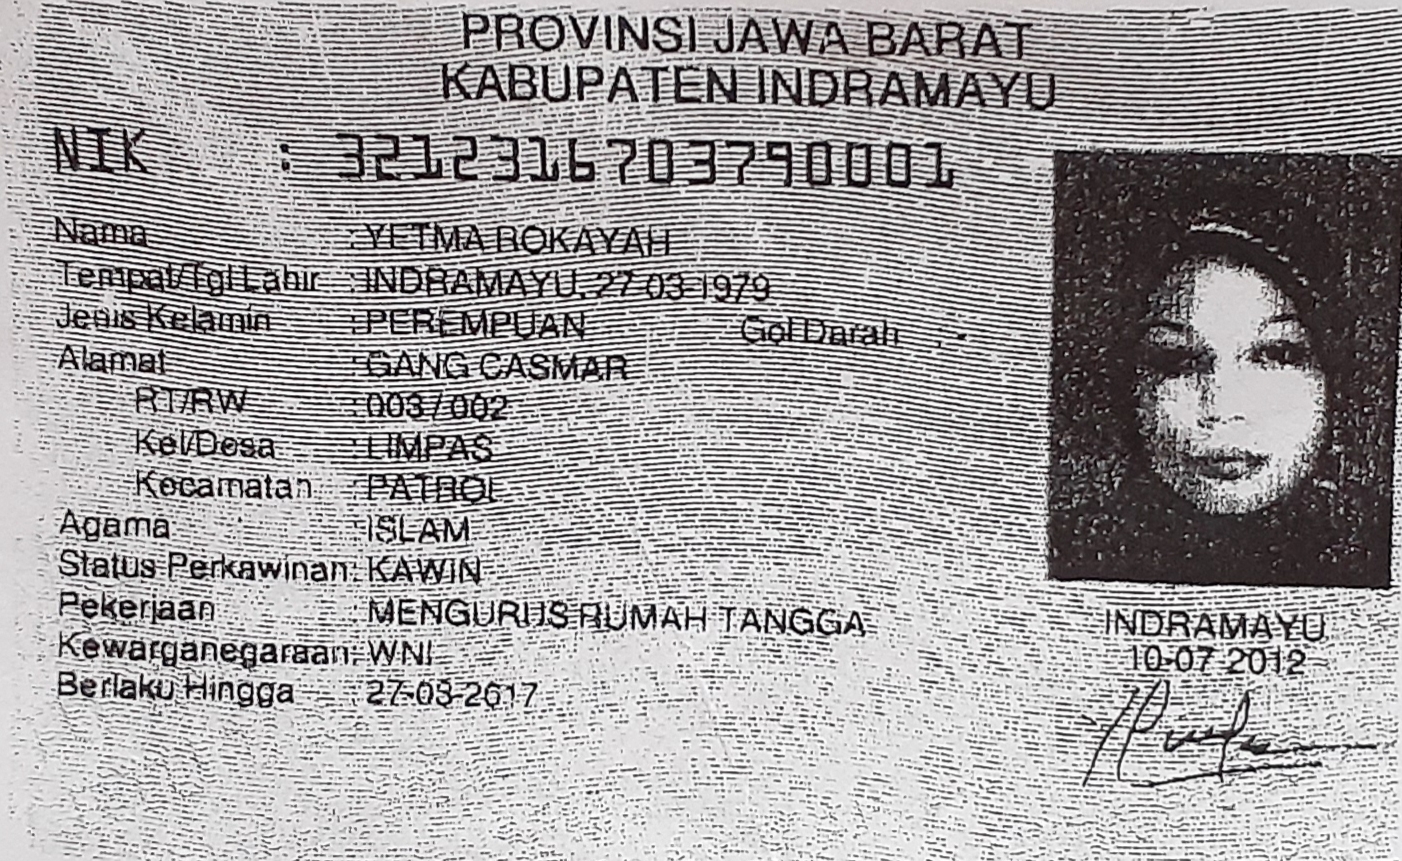 PROVINSI JAWA BARAT
KABUPATEN INDRAMAYU
NIK : 3212316703790001
Nama : YETMA ROKAYAH
Tempat/Tgl Lahir : INDRAMAYU, 27-03-1979
Jenis Kelamin : PEREMPUAN Gol Darah : -
Alamat : GANG CASMAR
RT/RW : 003 / 002
Kel/Desa : LIMPAS
Kecamatan : PATROL
Agama : ISLAM
Status Perkawinan: KAWIN
Pekerjaan : MENGURUS RUMAH TANGGA
Kewarganegaraan: WNI
Berlaku Hingga : 27-03-2017
INDRAMAYU
10-07-2012